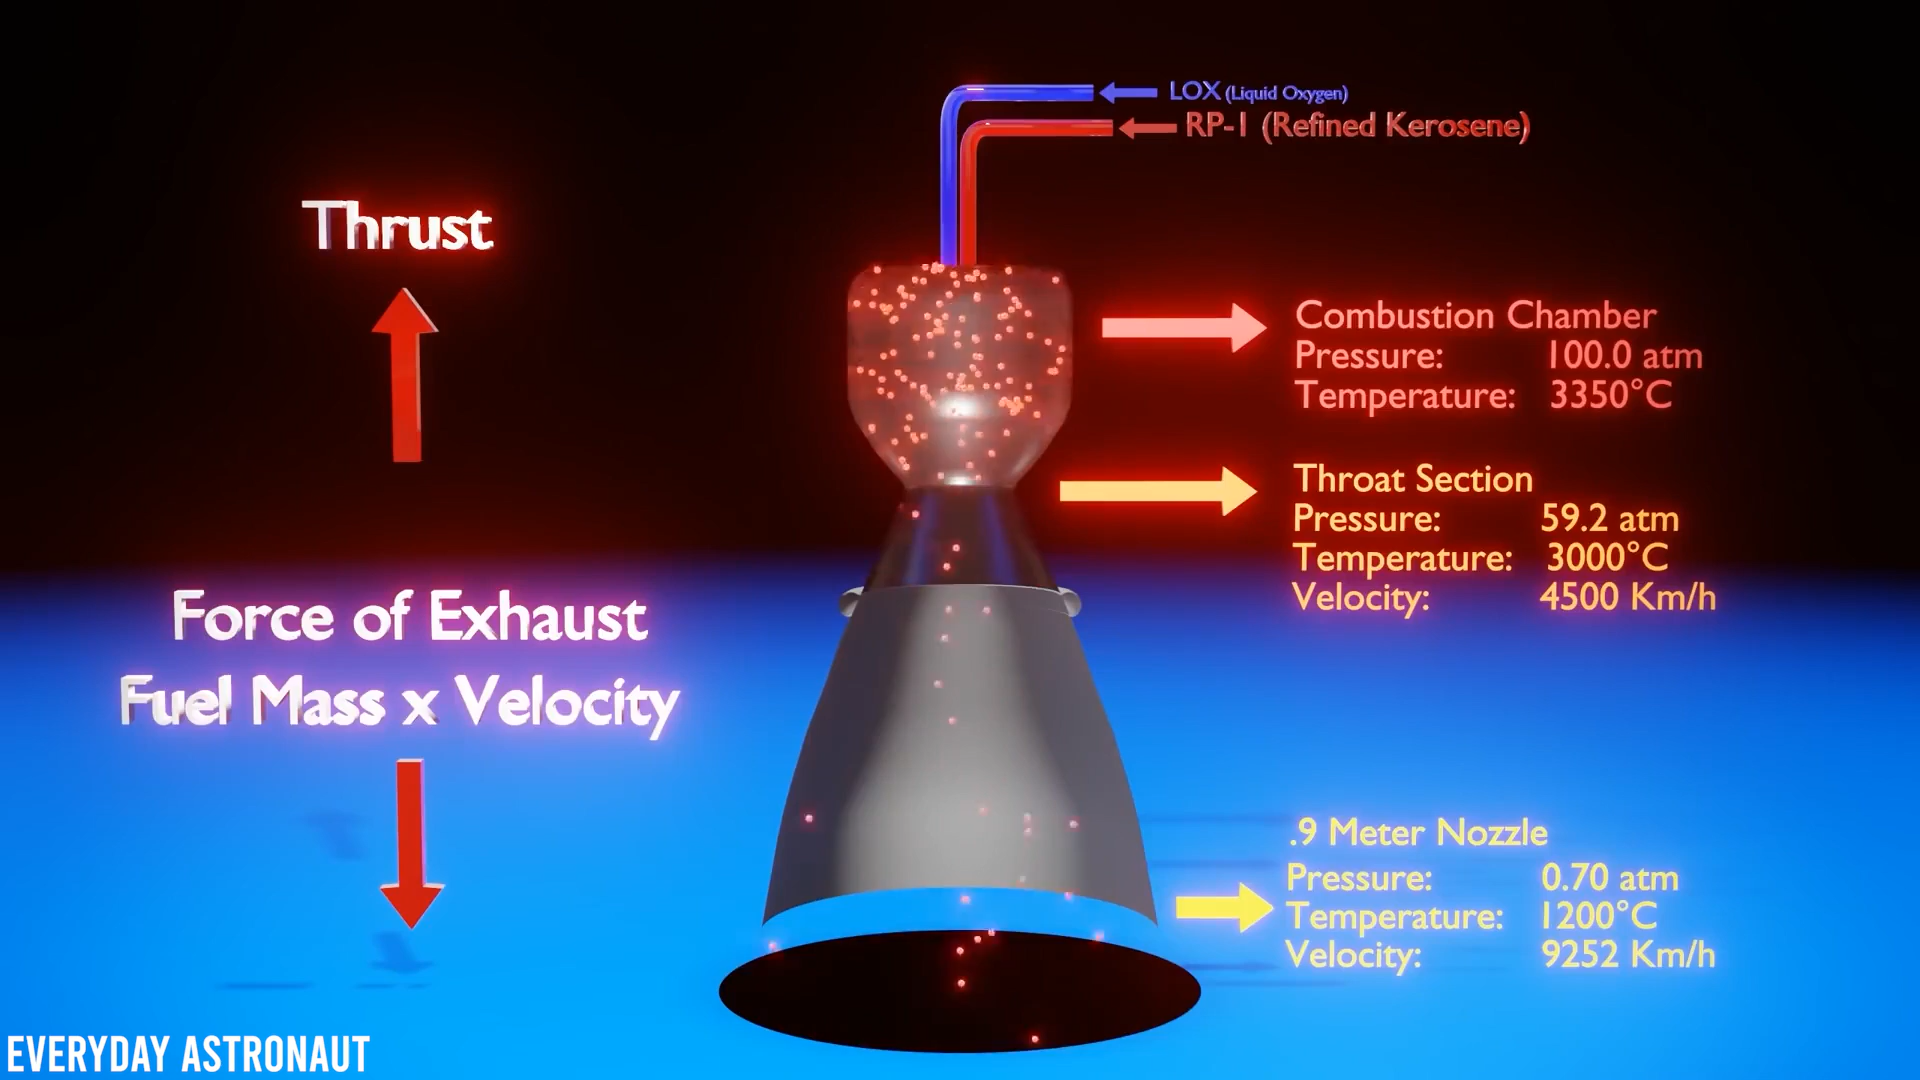 LOX (Liquid Oxygen)
RP-1 (Refined Kerosene)
Thrust
Combustion Chamber
Pressure: 100.0 atm
Temperature: 3350°C
Throat Section
Pressure: 59.2 atm
Temperature: 3000°C
Velocity: 4500 Km/h
Force of Exhaust
Fuel Mass x Velocity
.9 Meter Nozzle
Pressure: 0.70 atm
Temperature: 1200°C
Velocity: 9252 Km/h
EVERYDAY ASTRONAUT